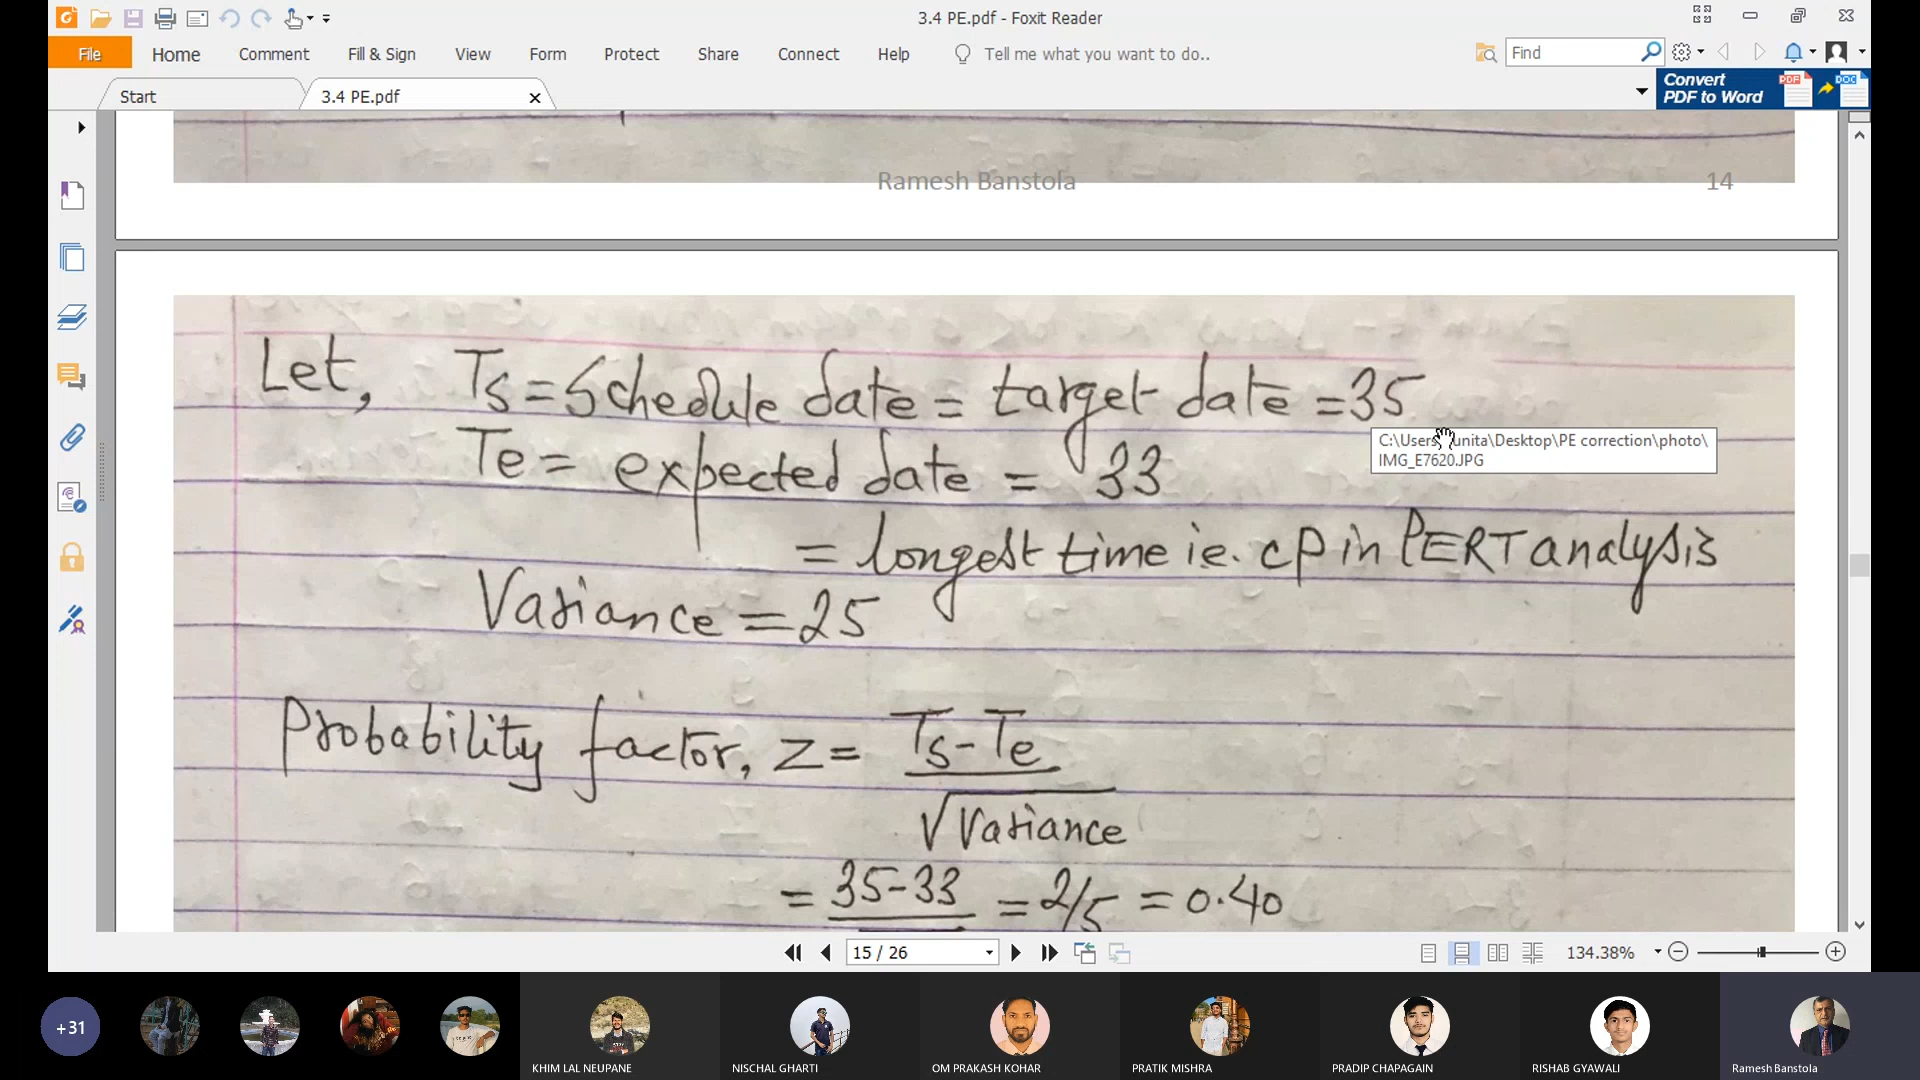 3.4 PE.pdf - Foxit Reader
File Home Comment Fill & Sign View Form Protect Share Connect Help Tell me what you want to do.. Find
Start 3.4 PE.pdf
Convert PDF DOC
PDF to Word
Ramesh Banstola 14
Let, Ts = Schedule date = target date = 35
C:\Users unita\Desktop\PE correction\photo\
IMG_E7620.JPG
Te = expected date = 33
= longest time i.e. cp in PERT analysis
Variance = 25
Probability factor, z = Ts - Te
√Variance
= 35-33 = 2/5 = 0.40
15 / 26 134.38%
+31
KHIM LAL NEUPANE NISCHAL GHARTI OM PRAKASH KOHAR PRATIK MISHRA PRADIP CHAPAGAIN RISHAB GYAWALI Ramesh Banstola